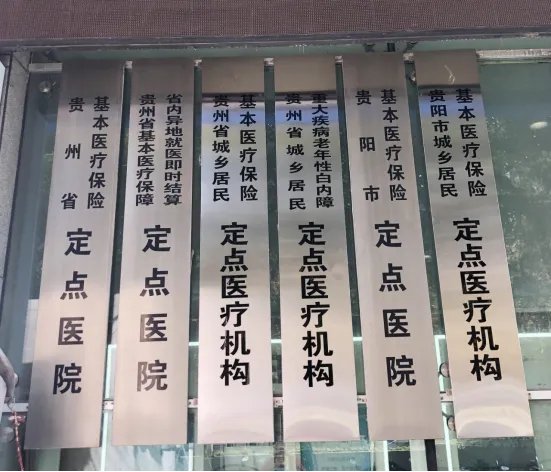 贵州省
基本医疗保险
定点医院
贵州省基本医疗保障
省内异地就医即时结算
定点医院
贵州省城乡居民
基本医疗保险
定点医疗机构
贵州省城乡居民
重大疾病老年性白内障
定点医疗机构
贵阳市
基本医疗保险
定点医院
贵阳市城乡居民
基本医疗保险
定点医疗机构